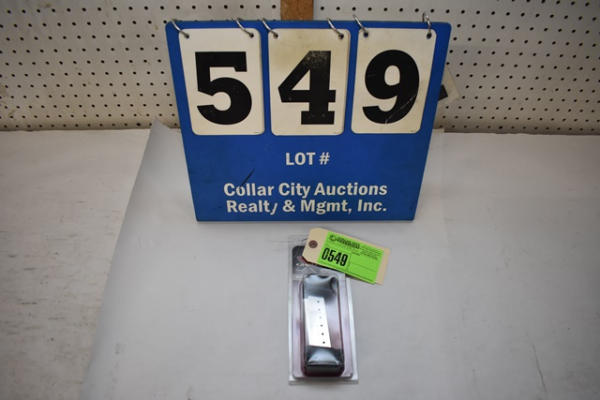 549
LOT #
Collar City Auctions
Realty & Mgmt, Inc.
0549